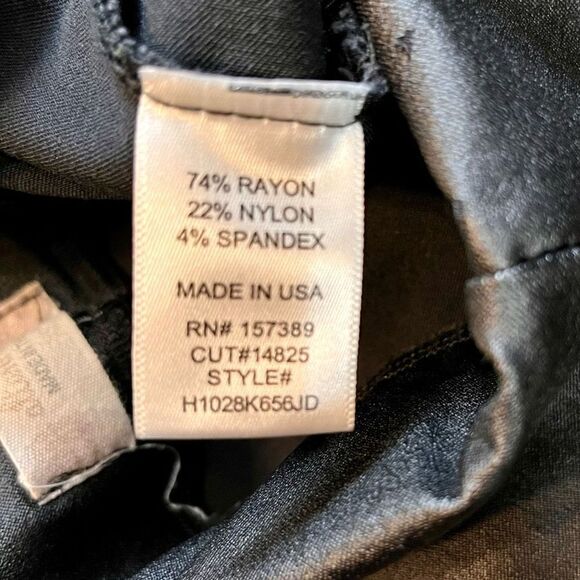 74% RAYON
22% NYLON
4% SPANDEX
MADE IN USA
RN# 157389
CUT#14825
STYLE#
H1028K656JD